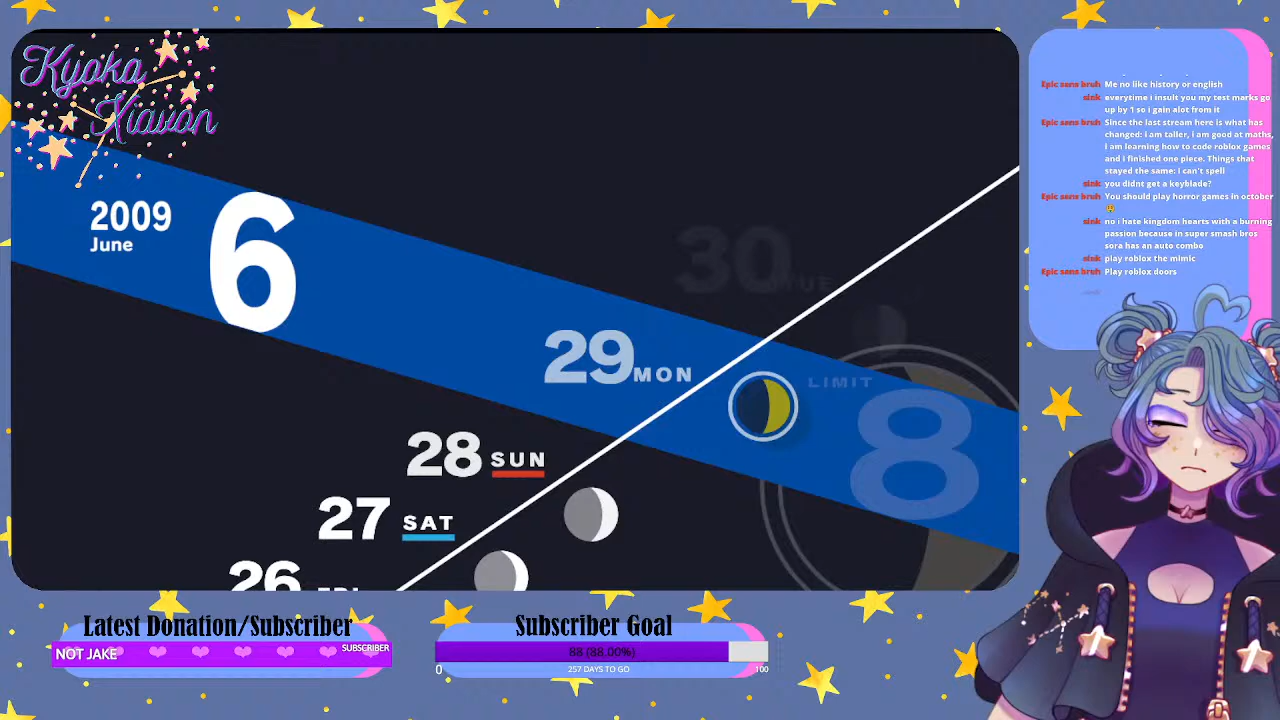 Kyoka
Xiavan
2009
June
6
30 TUE
29 MON
LIMIT
8
28 SUN
27 SAT
26 FRI
Epic sans bruh Me no like history or english
sink everytime i insult you my test marks go
up by 1 so i gain alot from it
Epic sans bruh Since the last stream here is what has
changed: i am taller, i am good at maths,
i am learning how to code roblox games
and i finished one piece. Things that
stayed the same: i can't spell
sink you didnt get a keyblade?
Epic sans bruh You should play horror games in october
sink no i hate kingdom hearts with a burning
passion because in super smash bros
sora has an auto combo
sink play roblox the mimic
Epic sans bruh Play roblox doors
sink
Latest Donation/Subscriber
NOT JAKE
SUBSCRIBER
Subscriber Goal
88 (88.00%)
0
257 DAYS TO GO
100